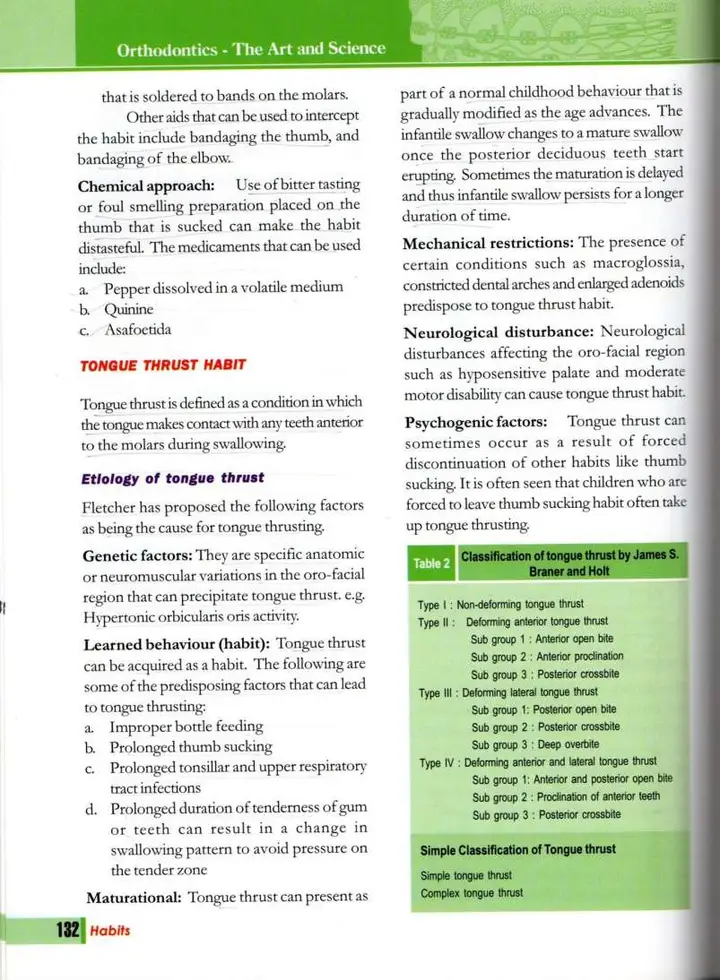 Orthodontics - The Art and Science
that is soldered to bands on the molars.
Other aids that can be used to intercept
the habit include bandaging the thumb, and
bandaging of the elbow.
Chemical approach: Use of bitter tasting
or foul smelling preparation placed on the
thumb that is sucked can make the habit
distasteful. The medicaments that can be used
include:
a. Pepper dissolved in a volatile medium
b. Quinine
c. Asafoetida
TONGUE THRUST HABIT
Tongue thrust is defined as a condition in which
the tongue makes contact with any teeth anterior
to the molars during swallowing.
Etiology of tongue thrust
Fletcher has proposed the following factors
as being the cause for tongue thrusting.
Genetic factors: They are specific anatomic
or neuromuscular variations in the oro-facial
region that can precipitate tongue thrust. e.g.
Hypertonic orbicularis oris activity.
Learned behaviour (habit): Tongue thrust
can be acquired as a habit. The following are
some of the predisposing factors that can lead
to tongue thrusting:
a. Improper bottle feeding
b. Prolonged thumb sucking
c. Prolonged tonsillar and upper respiratory
tract infections
d. Prolonged duration of tenderness of gum
or teeth can result in a change in
swallowing pattern to avoid pressure on
the tender zone
Maturational: Tongue thrust can present as
part of a normal childhood behaviour that is
gradually modified as the age advances. The
infantile swallow changes to a mature swallow
once the posterior deciduous teeth start
erupting. Sometimes the maturation is delayed
and thus infantile swallow persists for a longer
duration of time.
Mechanical restrictions: The presence of
certain conditions such as macroglossia,
constricted dental arches and enlarged adenoids
predispose to tongue thrust habit.
Neurological disturbance: Neurological
disturbances affecting the oro-facial region
such as hyposensitive palate and moderate
motor disability can cause tongue thrust habit.
Psychogenic factors: Tongue thrust can
sometimes occur as a result of forced
discontinuation of other habits like thumb
sucking. It is often seen that children who are
forced to leave thumb sucking habit often take
up tongue thrusting.
Table 2 Classification of tongue thrust by James S.
Braner and Holt
Type I : Non-deforming tongue thrust
Type II : Deforming anterior tongue thrust
Sub group 1 : Anterior open bite
Sub group 2 : Anterior proclination
Sub group 3 : Posterior crossbite
Type III : Deforming lateral tongue thrust
Sub group 1: Posterior open bite
Sub group 2 : Posterior crossbite
Sub group 3 : Deep overbite
Type IV : Deforming anterior and lateral tongue thrust
Sub group 1: Anterior and posterior open bite
Sub group 2 : Proclination of anterior teeth
Sub group 3 : Posterior crossbite
Simple Classification of Tongue thrust
Simple tongue thrust
Complex tongue thrust
132 Habits